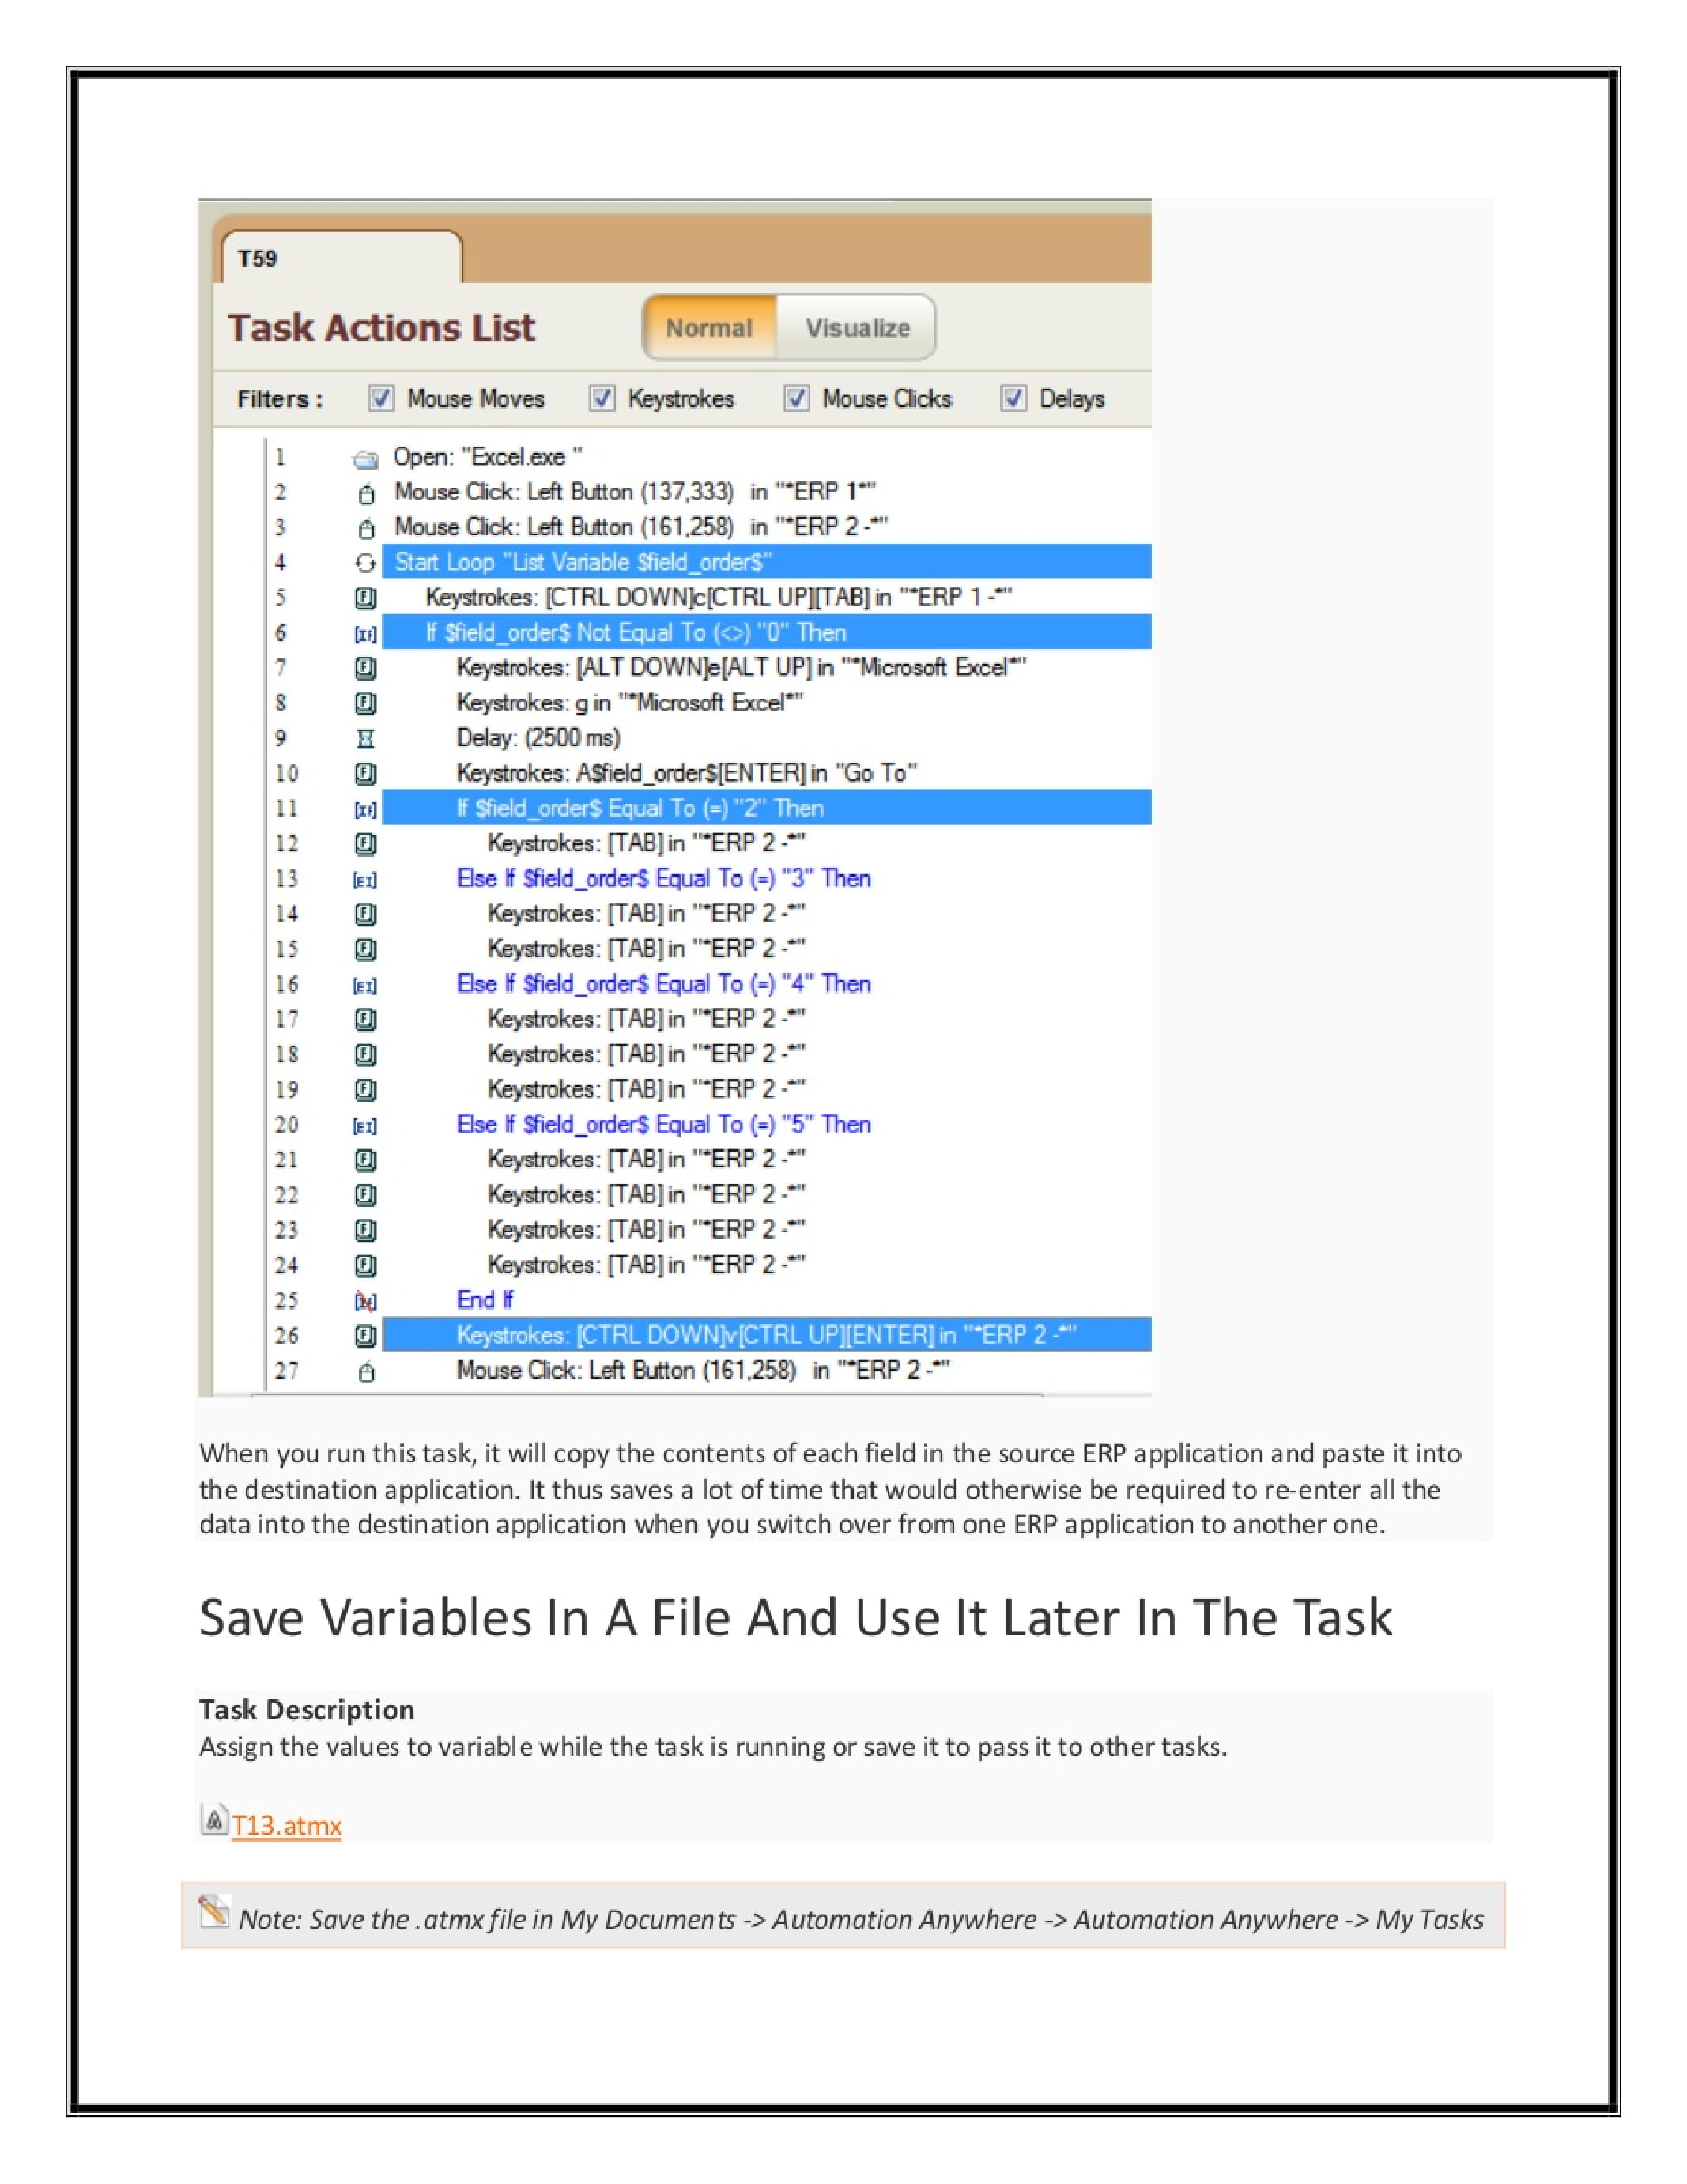 T59
Task Actions List Normal Visualize
Filters : Mouse Moves Keystrokes Mouse Clicks Delays
1 Open: "Excel.exe "
2 Mouse Click: Left Button (137,333) in "*ERP 1*"
3 Mouse Click: Left Button (161,258) in "*ERP 2 -*"
4 Start Loop "List Variable $field_order$"
5 Keystrokes: [CTRL DOWN]c[CTRL UP][TAB] in "*ERP 1 -*"
6 [IF] If $field_order$ Not Equal To (<>) "0" Then
7 Keystrokes: [ALT DOWN]e[ALT UP] in "*Microsoft Excel*"
8 Keystrokes: g in "*Microsoft Excel*"
9 Delay: (2500 ms)
10 Keystrokes: A$field_order$[ENTER] in "Go To"
11 [IF] If $field_order$ Equal To (=) "2" Then
12 Keystrokes: [TAB] in "*ERP 2 -*"
13 [EI] Else If $field_order$ Equal To (=) "3" Then
14 Keystrokes: [TAB] in "*ERP 2 -*"
15 Keystrokes: [TAB] in "*ERP 2 -*"
16 [EI] Else If $field_order$ Equal To (=) "4" Then
17 Keystrokes: [TAB] in "*ERP 2 -*"
18 Keystrokes: [TAB] in "*ERP 2 -*"
19 Keystrokes: [TAB] in "*ERP 2 -*"
20 [EI] Else If $field_order$ Equal To (=) "5" Then
21 Keystrokes: [TAB] in "*ERP 2 -*"
22 Keystrokes: [TAB] in "*ERP 2 -*"
23 Keystrokes: [TAB] in "*ERP 2 -*"
24 Keystrokes: [TAB] in "*ERP 2 -*"
25 End If
26 Keystrokes: [CTRL DOWN]v[CTRL UP][ENTER] in "*ERP 2 -*"
27 Mouse Click: Left Button (161,258) in "*ERP 2 -*"
When you run this task, it will copy the contents of each field in the source ERP application and paste it into
the destination application. It thus saves a lot of time that would otherwise be required to re-enter all the
data into the destination application when you switch over from one ERP application to another one.
Save Variables In A File And Use It Later In The Task
Task Description
Assign the values to variable while the task is running or save it to pass it to other tasks.
T13.atmx
Note: Save the .atmx file in My Documents -> Automation Anywhere -> Automation Anywhere -> My Tasks